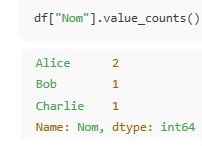 df["Nom"].value_counts()
Alice 2
Bob 1
Charlie 1
Name: Nom, dtype: int64